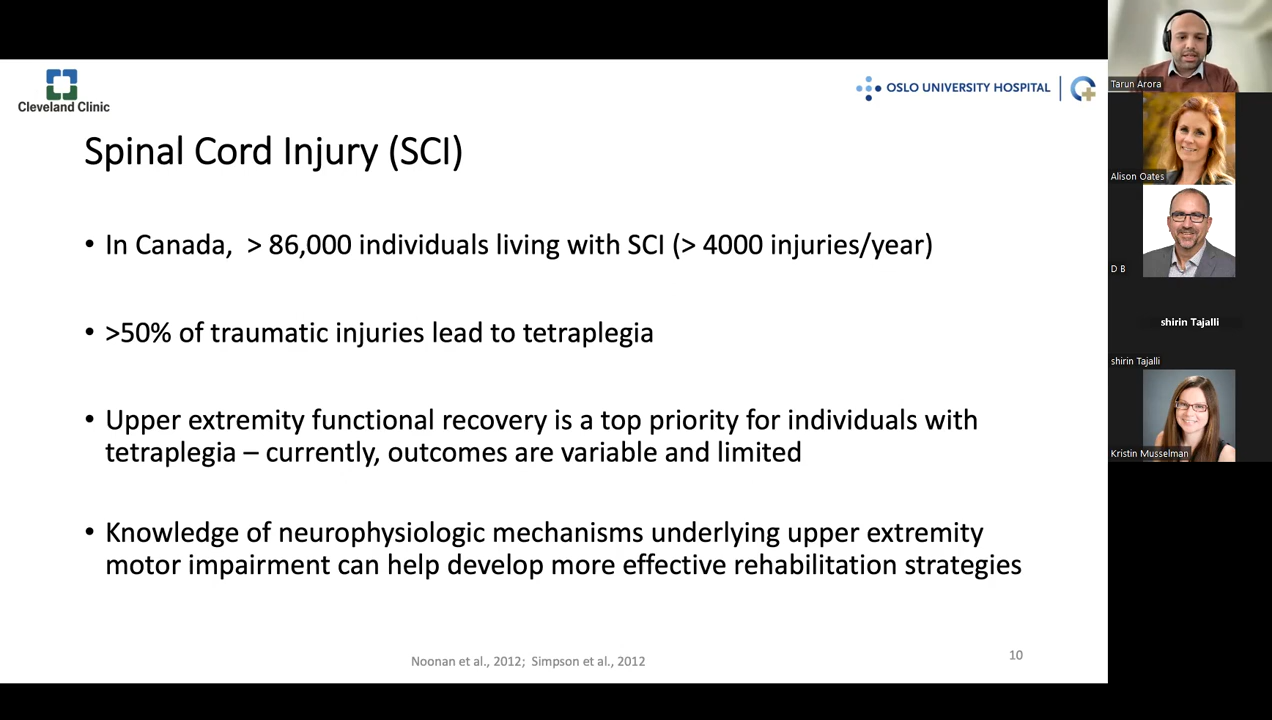 Cleveland Clinic
OSLO UNIVERSITY HOSPITAL
Spinal Cord Injury (SCI)
• In Canada,  > 86,000 individuals living with SCI (> 4000 injuries/year)
• >50% of traumatic injuries lead to tetraplegia
• Upper extremity functional recovery is a top priority for individuals with
tetraplegia – currently, outcomes are variable and limited
• Knowledge of neurophysiologic mechanisms underlying upper extremity
motor impairment can help develop more effective rehabilitation strategies
Noonan et al., 2012;  Simpson et al., 2012
10
Tarun Arora
Alison Oates
D B
shirin Tajalli
shirin Tajalli
Kristin Musselman